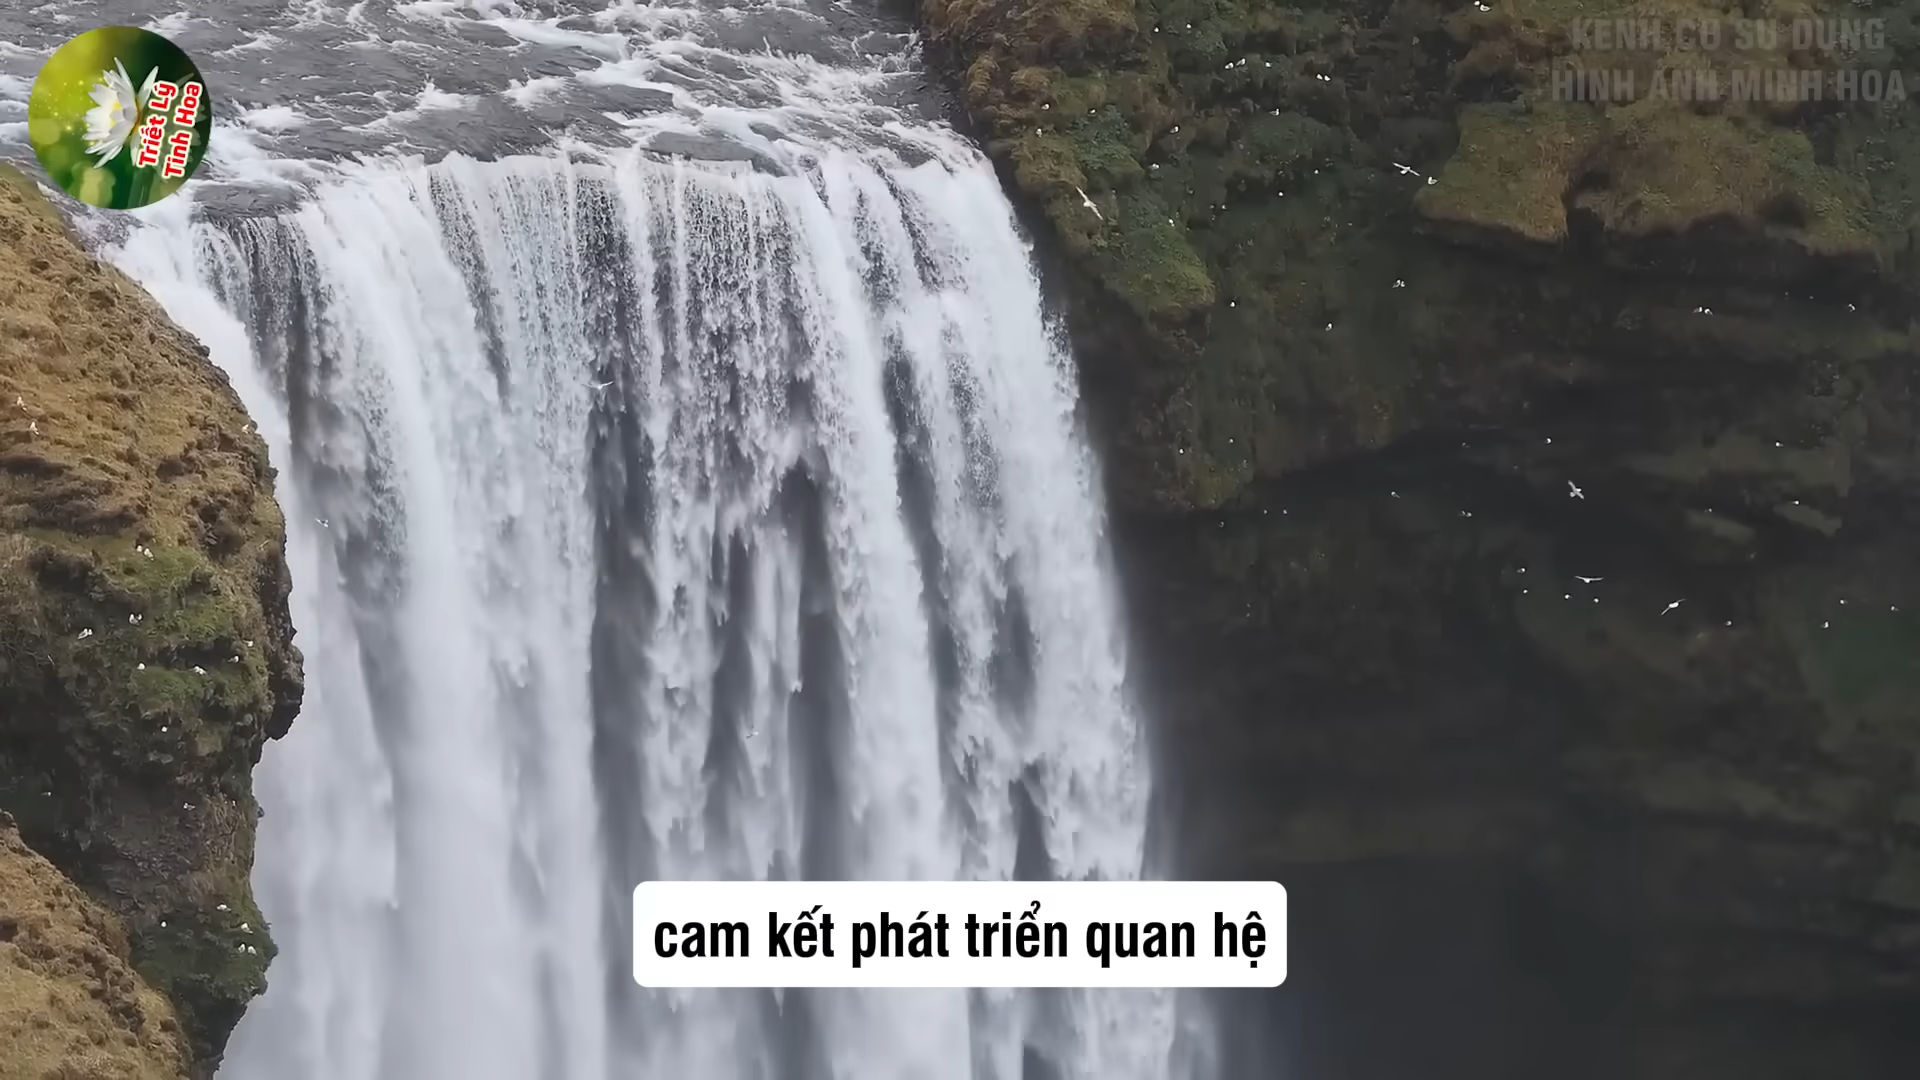 Triết Lý
Tinh Hoa
KÊNH CÓ SỬ DỤNG
HÌNH ẢNH MINH HỌA
cam kết phát triển quan hệ